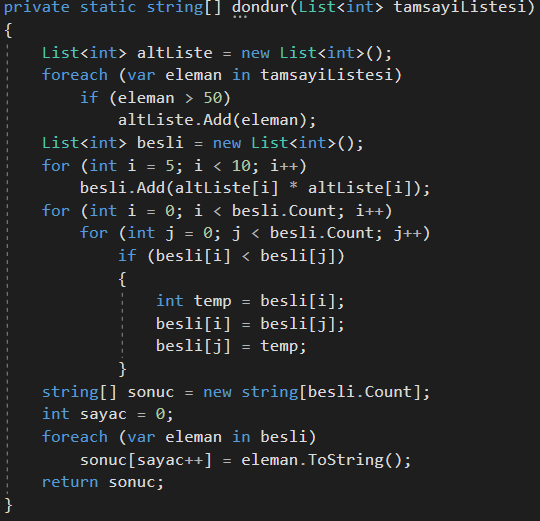 private static string[] dondur(List<int> tamsayiListesi)
{
    List<int> altListe = new List<int>();
    foreach (var eleman in tamsayiListesi)
        if (eleman > 50)
            altListe.Add(eleman);
    List<int> besli = new List<int>();
    for (int i = 5; i < 10; i++)
        besli.Add(altListe[i] * altListe[i]);
    for (int i = 0; i < besli.Count; i++)
        for (int j = 0; j < besli.Count; j++)
            if (besli[i] < besli[j])
            {
                int temp = besli[i];
                besli[i] = besli[j];
                besli[j] = temp;
            }
    string[] sonuc = new string[besli.Count];
    int sayac = 0;
    foreach (var eleman in besli)
        sonuc[sayac++] = eleman.ToString();
    return sonuc;
}